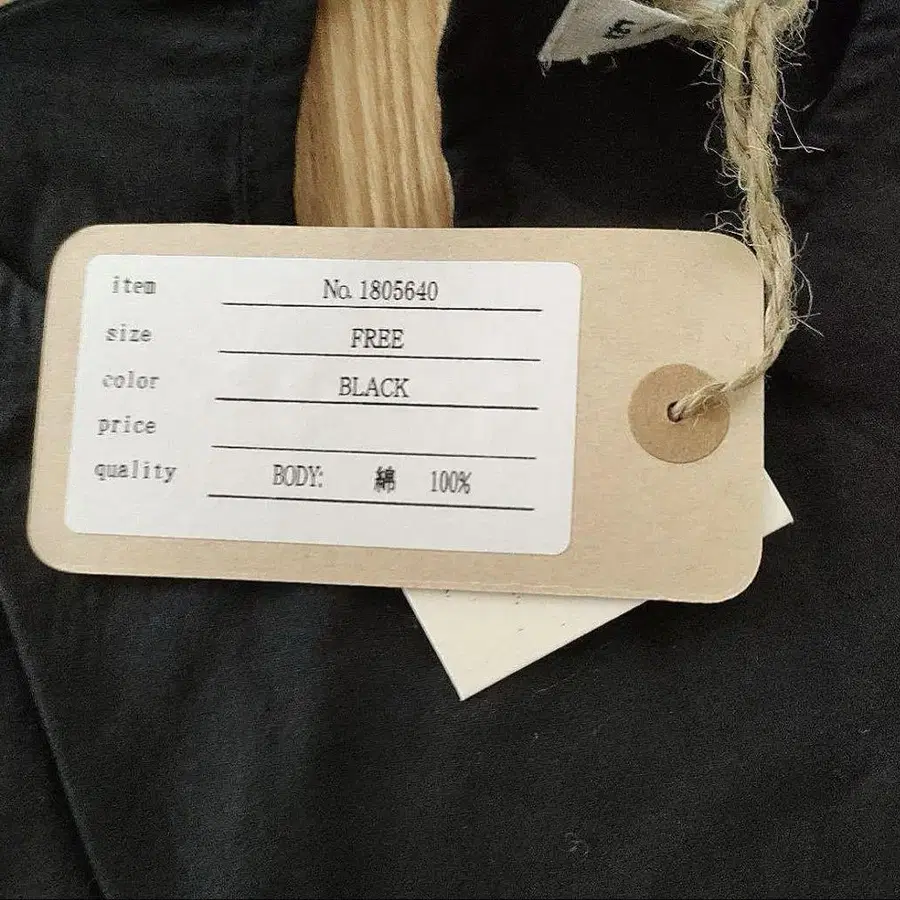 item No. 1805640
size FREE
color BLACK
price
quality BODY: 綿 100%